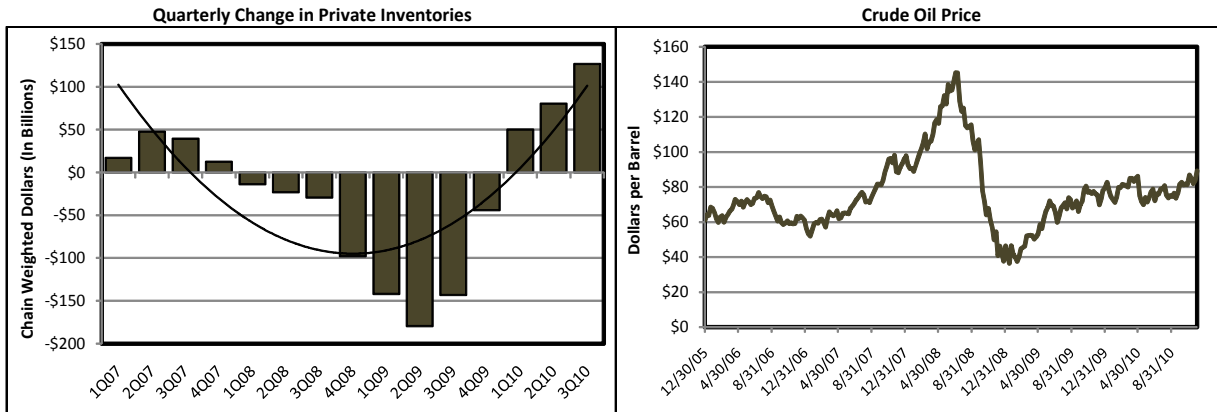 Quarterly Change in Private Inventories
Chain Weighted Dollars (In Billions)
$150
$100
$50
$0
-$50
-$100
-$150
-$200
1Q07
2Q07
3Q07
4Q07
1Q08
2Q08
3Q08
4Q08
1Q09
2Q09
3Q09
4Q09
1Q10
2Q10
3Q10
Crude Oil Price
Dollars per Barrel
$160
$140
$120
$100
$80
$60
$40
$20
$0
12/30/05
4/30/06
8/31/06
12/31/06
4/30/07
8/31/07
12/31/07
4/30/08
8/31/08
12/31/08
4/30/09
8/31/09
12/31/09
4/30/10
8/31/10